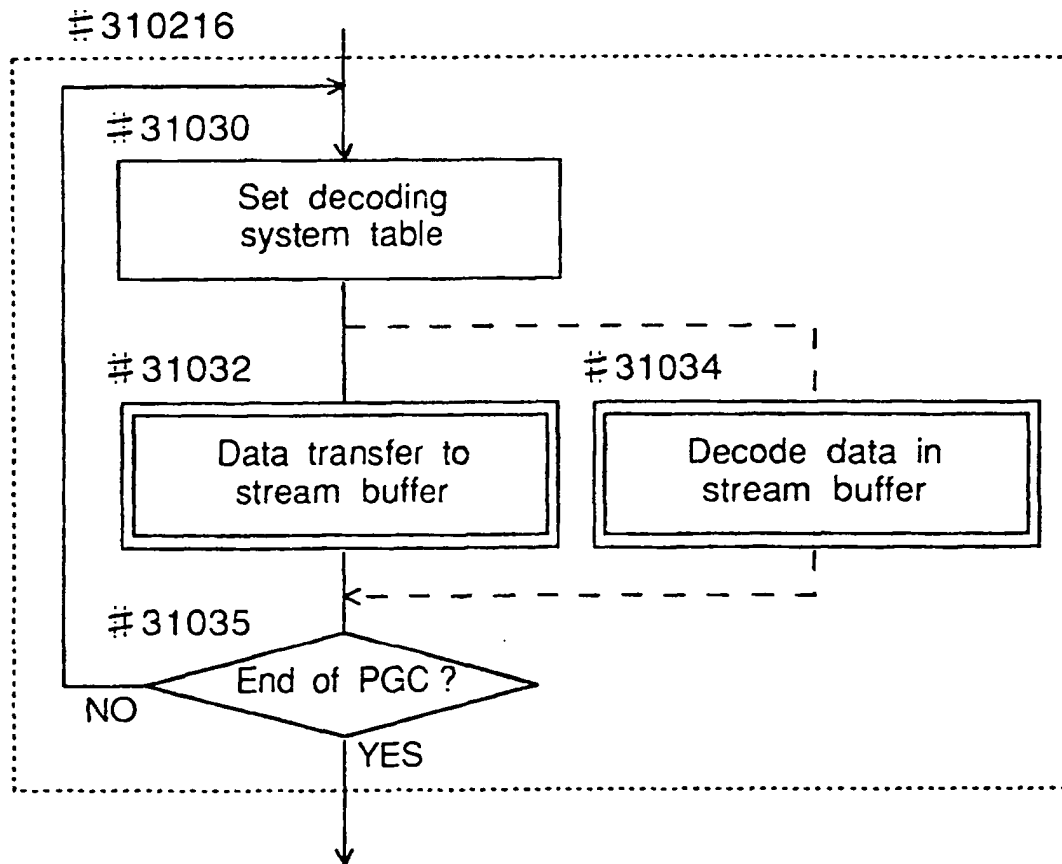 #310216
#31030
Set decoding
system table
#31032
#31034
Data transfer to
stream buffer
Decode data in
stream buffer
#31035
End of PGC?
NO
YES